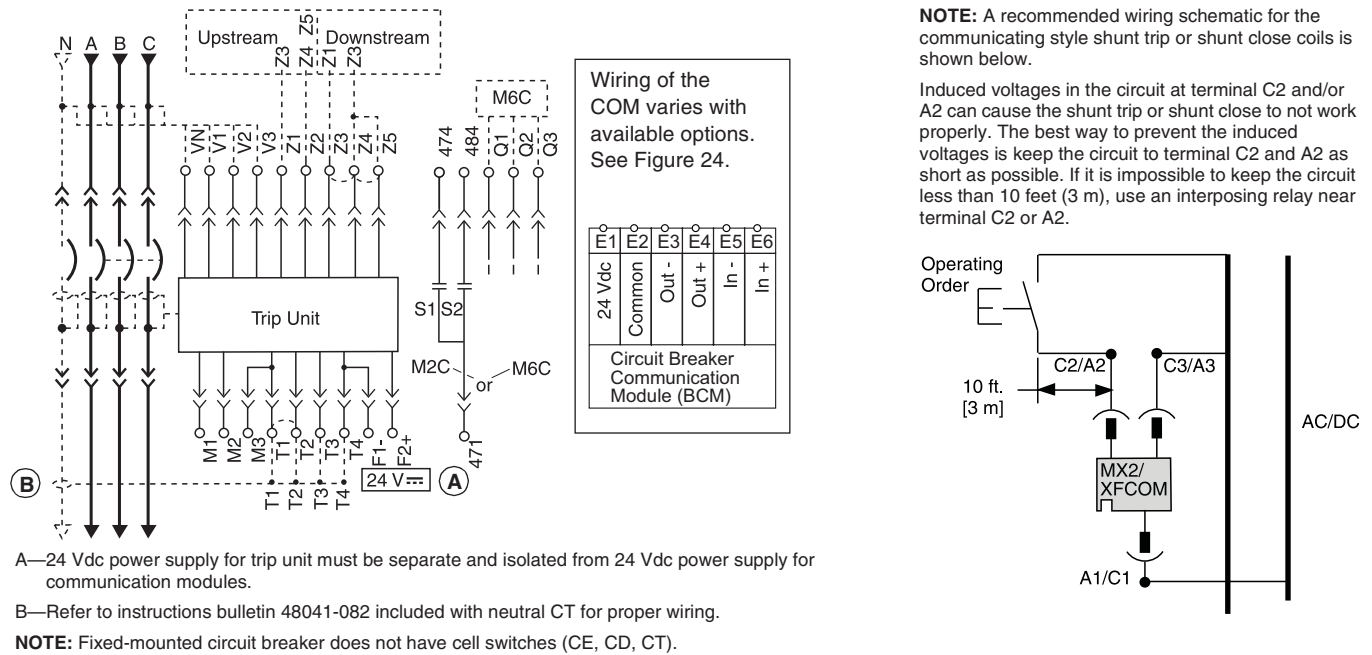 N A B C
Upstream
Downstream
Z3
Z4
Z5
Z1
Z3
VN
V1
V2
V3
Z1
Z2
Z3
Z4
Z5
474
484
M6C
Q1
Q2
Q3
Trip Unit
S1 S2
M2C
or
M6C
471
M1
M2
M3
T1
T2
T3
T4
F1-
F2+
24 V
A
B
T1
T2
T3
T4
Wiring of the
COM varies with
available options.
See Figure 24.
E1 E2 E3 E4 E5 E6
24 Vdc
Common
Out -
Out +
In -
In +
Circuit Breaker
Communication
Module (BCM)
A—24 Vdc power supply for trip unit must be separate and isolated from 24 Vdc power supply for
communication modules.
B—Refer to instructions bulletin 48041-082 included with neutral CT for proper wiring.
NOTE: Fixed-mounted circuit breaker does not have cell switches (CE, CD, CT).
NOTE: A recommended wiring schematic for the
communicating style shunt trip or shunt close coils is
shown below.
Induced voltages in the circuit at terminal C2 and/or
A2 can cause the shunt trip or shunt close to not work
properly. The best way to prevent the induced
voltages is keep the circuit to terminal C2 and A2 as
short as possible. If it is impossible to keep the circuit
less than 10 feet (3 m), use an interposing relay near
terminal C2 or A2.
Operating
Order
C2/A2
C3/A3
10 ft.
[3 m]
AC/DC
MX2/
XFCOM
A1/C1